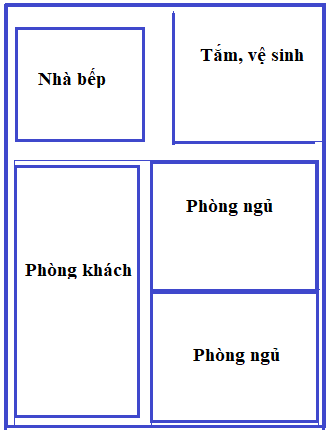 Nhà bếp
Tắm, vệ sinh
Phòng ngủ
Phòng khách
Phòng ngủ